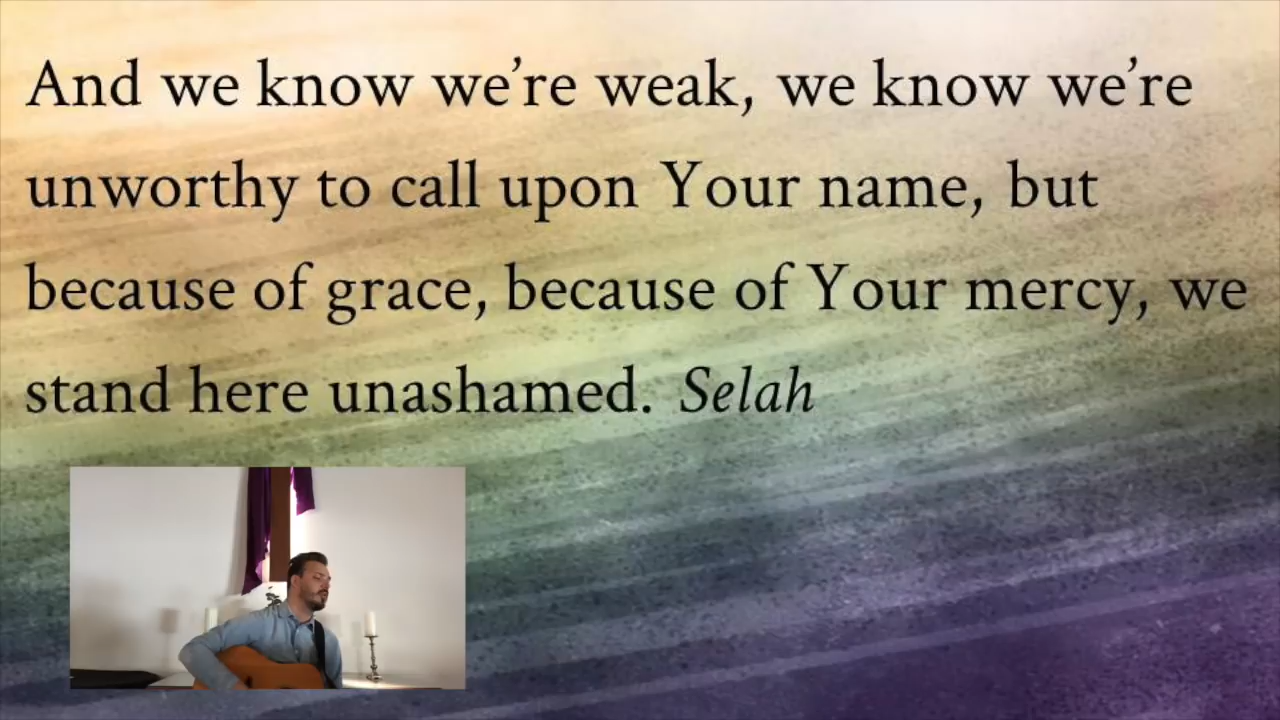 And we know we’re weak, we know we’re
unworthy to call upon Your name, but
because of grace, because of Your mercy, we
stand here unashamed. Selah